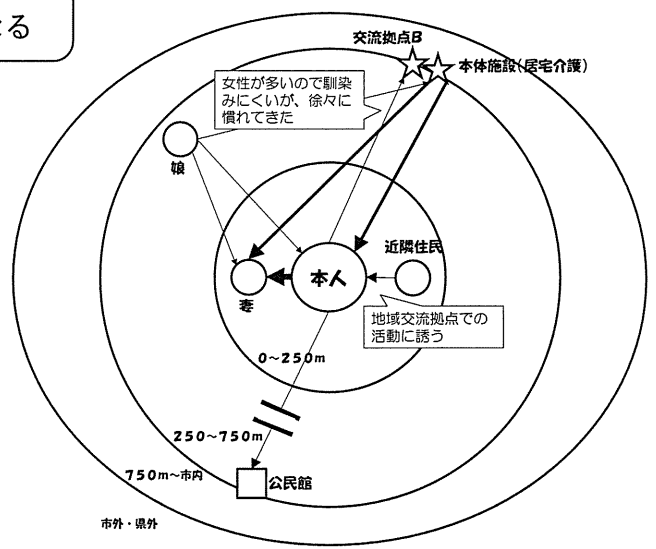 なる
交流拠点B
本体施設(居宅介護)
女性が多いので馴染
みにくいが、徐々に
慣れてきた
娘
近隣住民
本人
妻
地域交流拠点での
活動に誘う
0～250m
250～750m
750m～市内
公民館
市外・県外